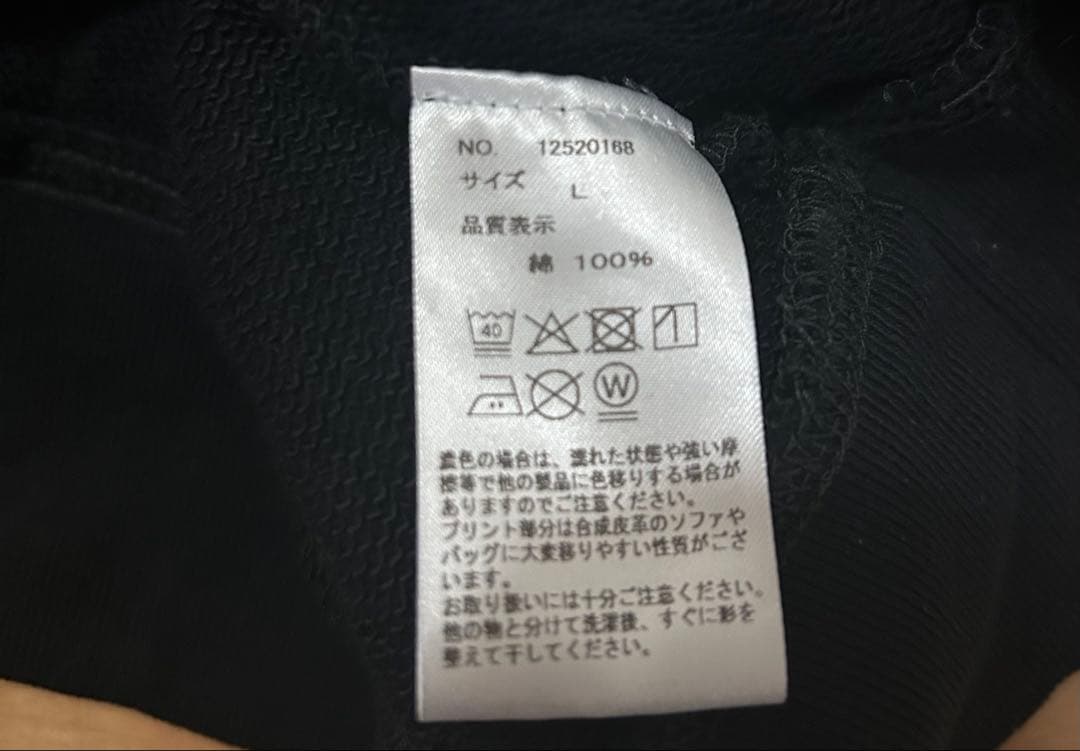 NO. 12520168
サイズ L
品質表示
綿 100%
40
W
濃色の場合は、濡れた状態や強い摩
擦等で他の製品に色移りする場合が
ありますのでご注意ください。
プリント部分は合成皮革のソファや
バッグに大変移りやすい性質がござ
います。
お取り扱いには十分ご注意ください。
他の物と分けて洗濯後、すぐに形を
整えて干してください。